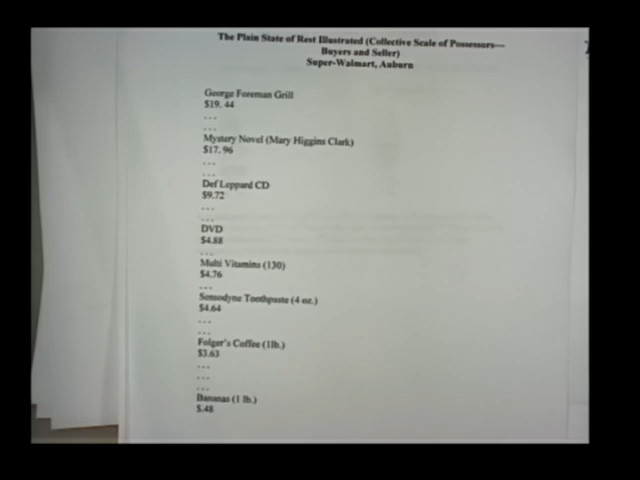 The Plain State of Rest Illustrated (Collective Scale of Possessors—
Buyers and Seller)
Super-Walmart, Auburn
George Foreman Grill
$19. 44
...
...
Mystery Novel (Mary Higgins Clark)
$17. 96
...
...
Def Leppard CD
$9.72
...
...
DVD
$4.88
...
Multi Vitamins (130)
$4.76
...
Sensodyne Toothpaste (4 oz.)
$4.64
...
...
Folger's Coffee (1lb.)
$3.63
...
...
...
Bananas (1 lb.)
$.48